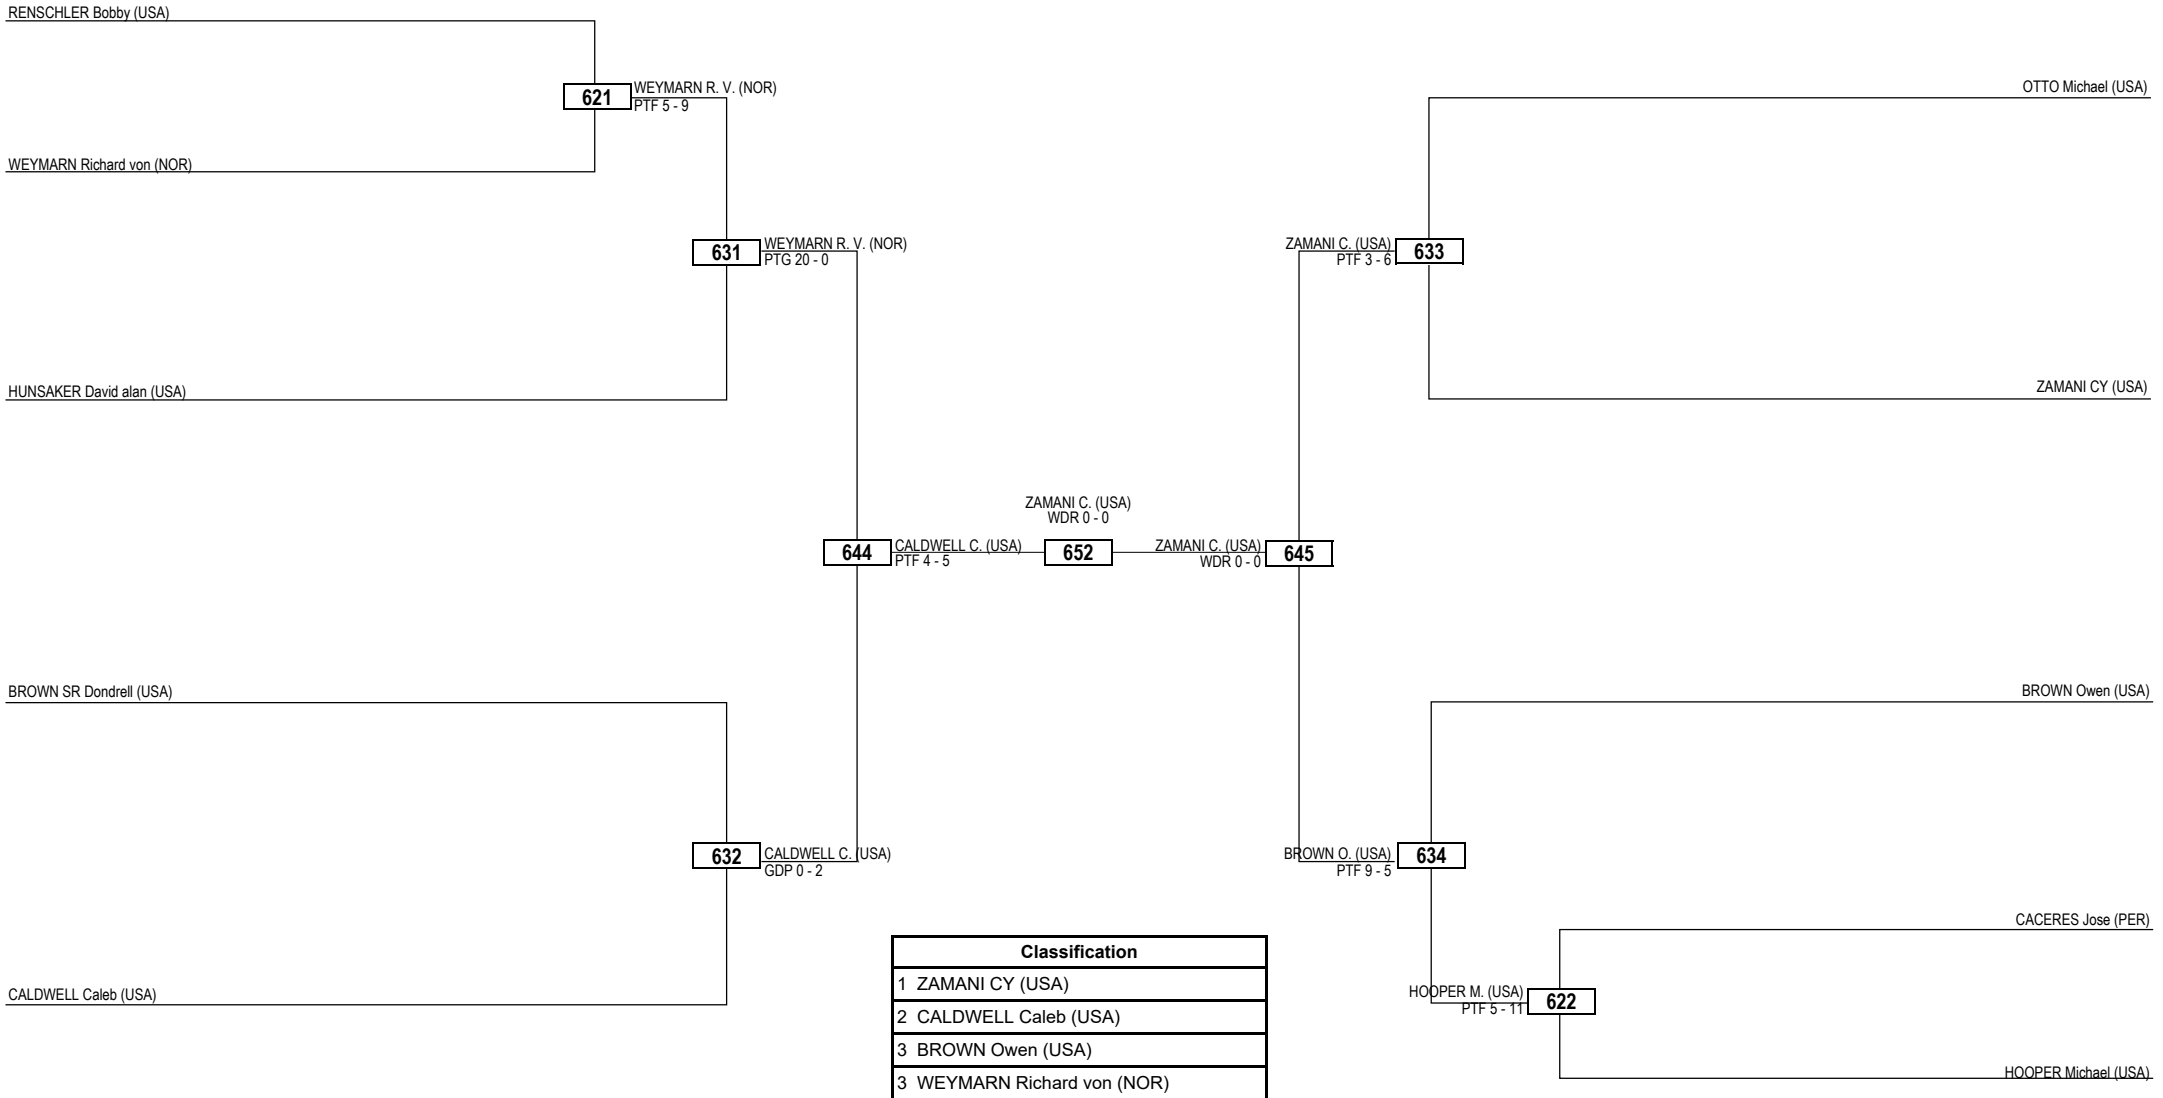 RENSCHLER Bobby (USA)
621
WEYMARN R. V. (NOR)
PTF 5 - 9
WEYMARN Richard von (NOR)
631
WEYMARN R. V. (NOR)
PTG 20 - 0
HUNSAKER David alan (USA)
644
CALDWELL C. (USA)
PTF 4 - 5
BROWN SR Dondrell (USA)
632
CALDWELL C. (USA)
GDP 0 - 2
CALDWELL Caleb (USA)
ZAMANI C. (USA)
WDR 0 - 0
652
OTTO Michael (USA)
ZAMANI C. (USA)
PTF 3 - 6
633
ZAMANI CY (USA)
ZAMANI C. (USA)
WDR 0 - 0
645
BROWN Owen (USA)
BROWN O. (USA)
PTF 9 - 5
634
CACERES Jose (PER)
HOOPER M. (USA)
PTF 5 - 11
622
HOOPER Michael (USA)
Classification
1 ZAMANI CY (USA)
2 CALDWELL Caleb (USA)
3 BROWN Owen (USA)
3 WEYMARN Richard von (NOR)